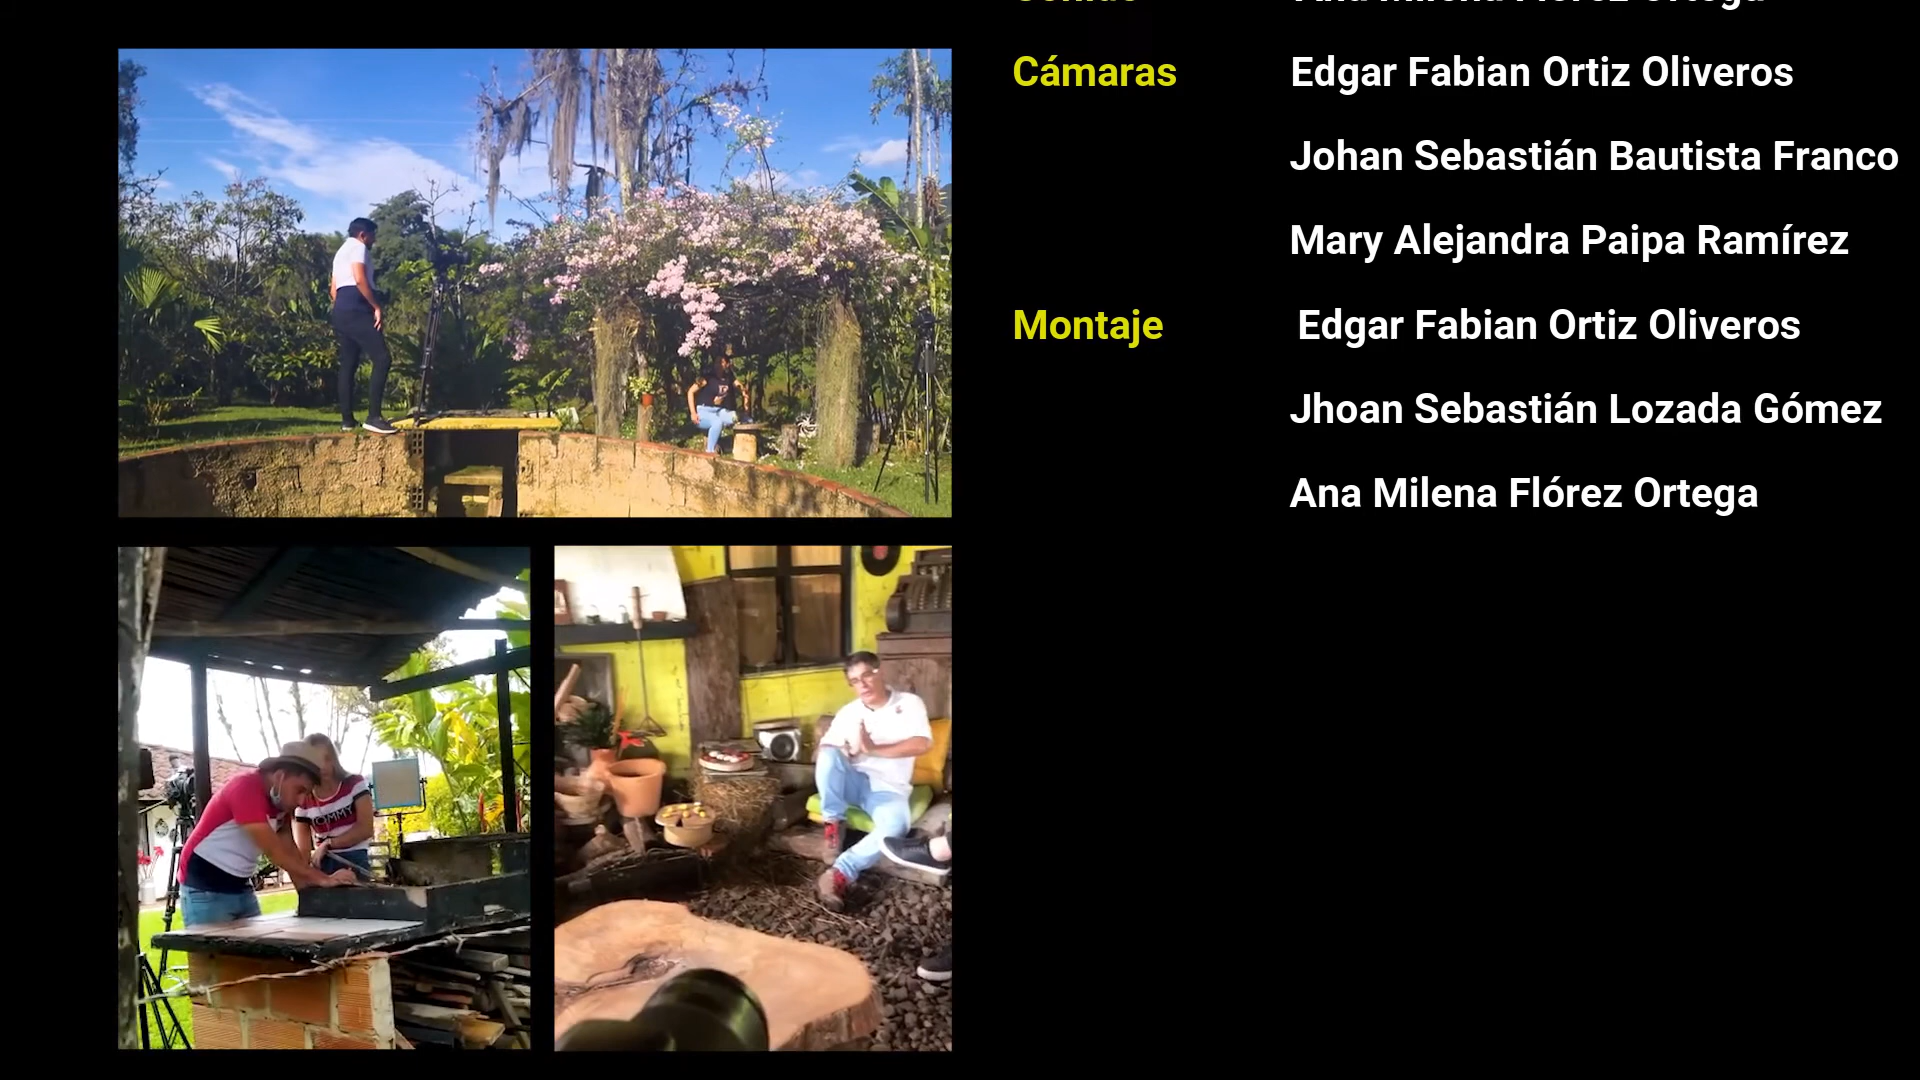 Cámaras Edgar Fabian Ortiz Oliveros
Johan Sebastián Bautista Franco
Mary Alejandra Paipa Ramírez
Montaje Edgar Fabian Ortiz Oliveros
Jhoan Sebastián Lozada Gómez
Ana Milena Flórez Ortega